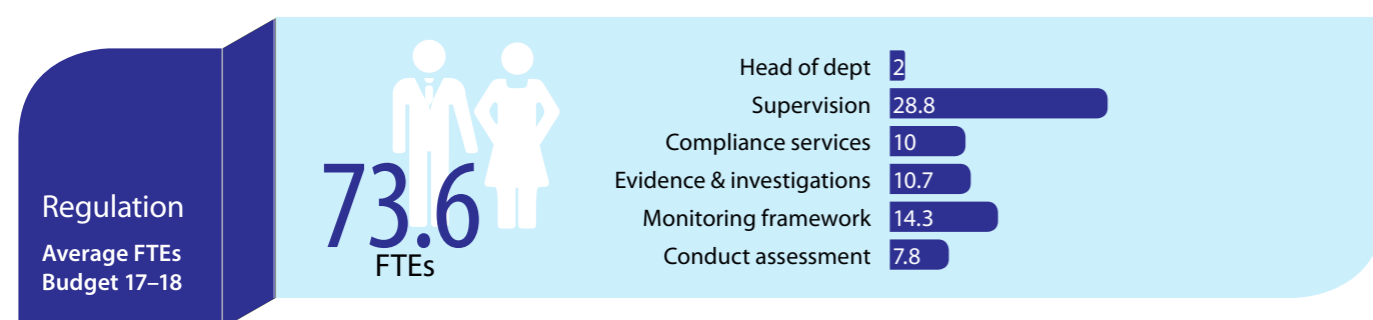 Regulation
Average FTEs
Budget 17–18
73.6
FTEs
Head of dept 2
Supervision 28.8
Compliance services 10
Evidence & investigations 10.7
Monitoring framework 14.3
Conduct assessment 7.8